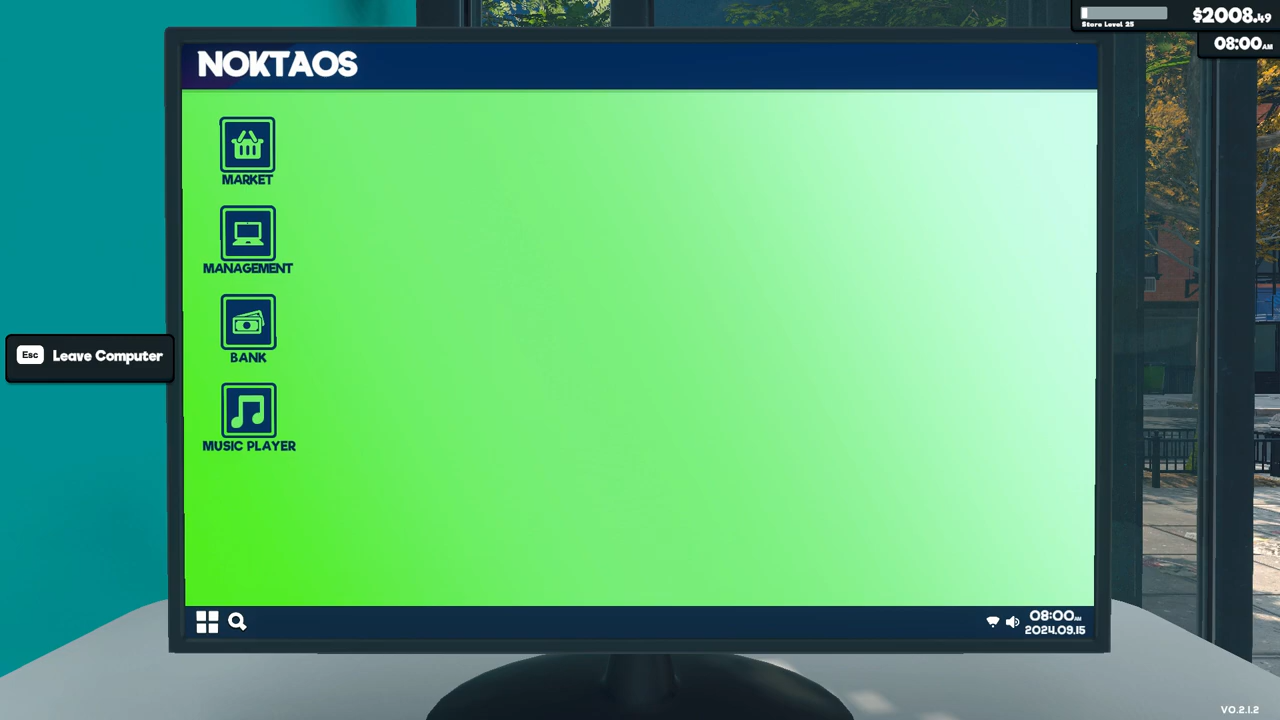 $2008.49
Store Level 25
08:00AM
NOKTAOS
MARKET
MANAGEMENT
BANK
MUSIC PLAYER
Esc Leave Computer
08:00AM
2024.09.15
V0.2.1.2